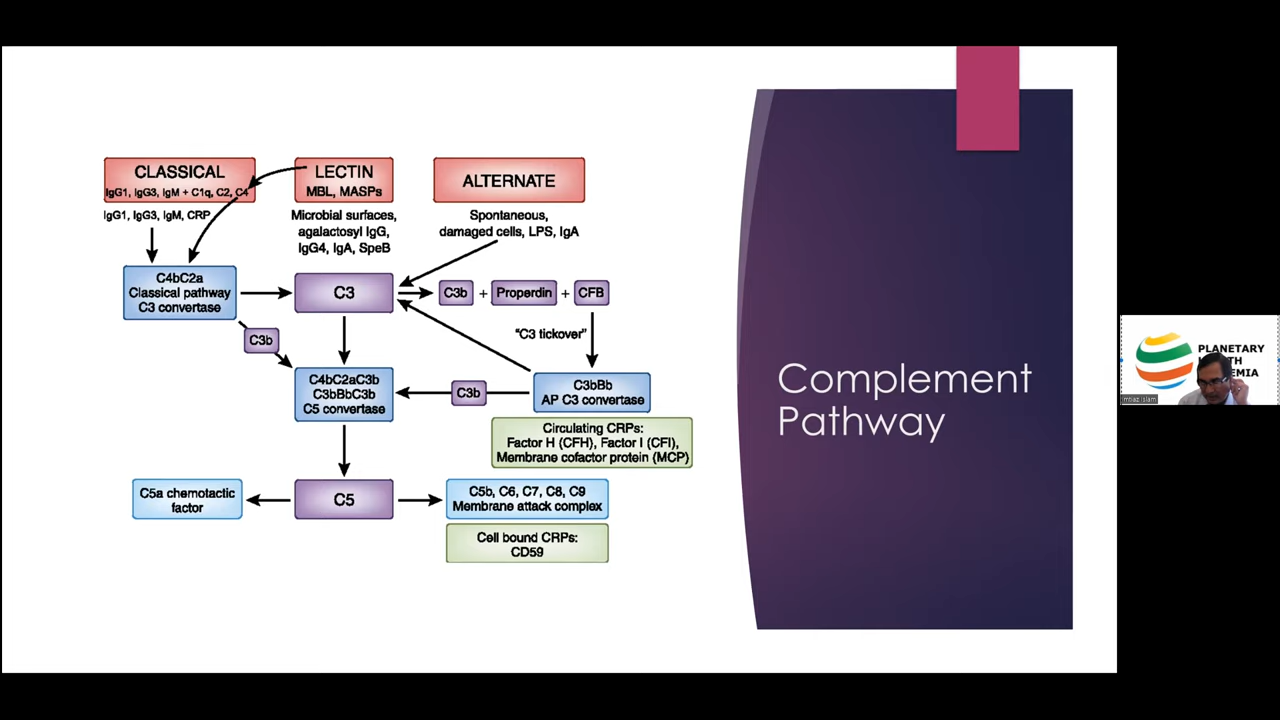 CLASSICAL
IgG1, IgG3, IgM + C1q, C2, C4
IgG1, IgG3, IgM, CRP
LECTIN
MBL, MASPs
Microbial surfaces,
agalactosyl IgG,
IgG4, IgA, SpeB
ALTERNATE
Spontaneous,
damaged cells, LPS, IgA
C4bC2a
Classical pathway
C3 convertase
C3
C3b + Properdin + CFB
"C3 tickover"
C3b
C4bC2aC3b
C3bBbC3b
C5 convertase
C3b
C3bBb
AP C3 convertase
Circulating CRPs:
Factor H (CFH), Factor I (CFI),
Membrane cofactor protein (MCP)
C5a chemotactic
factor
C5
C5b, C6, C7, C8, C9
Membrane attack complex
Cell bound CRPs:
CD59
Complement
Pathway
PLANETARY
imtiaz islam